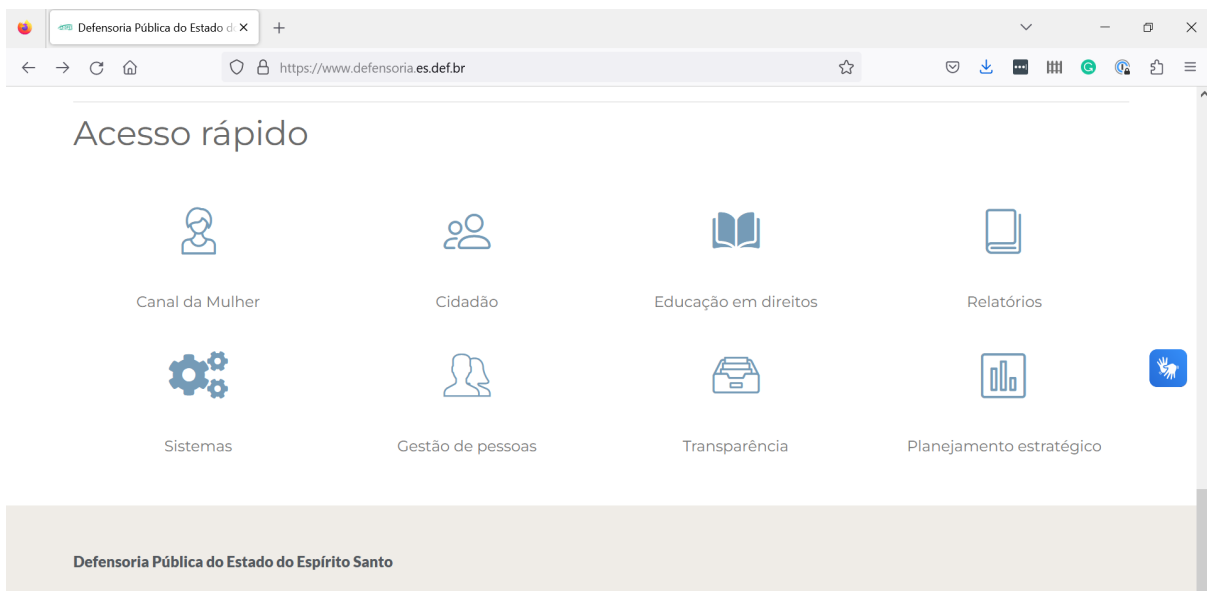 Defensoria Pública do Estado d
https://www.defensoria.es.def.br
Acesso rápido
Canal da Mulher
Cidadão
Educação em direitos
Relatórios
Sistemas
Gestão de pessoas
Transparência
Planejamento estratégico
Defensoria Pública do Estado do Espírito Santo